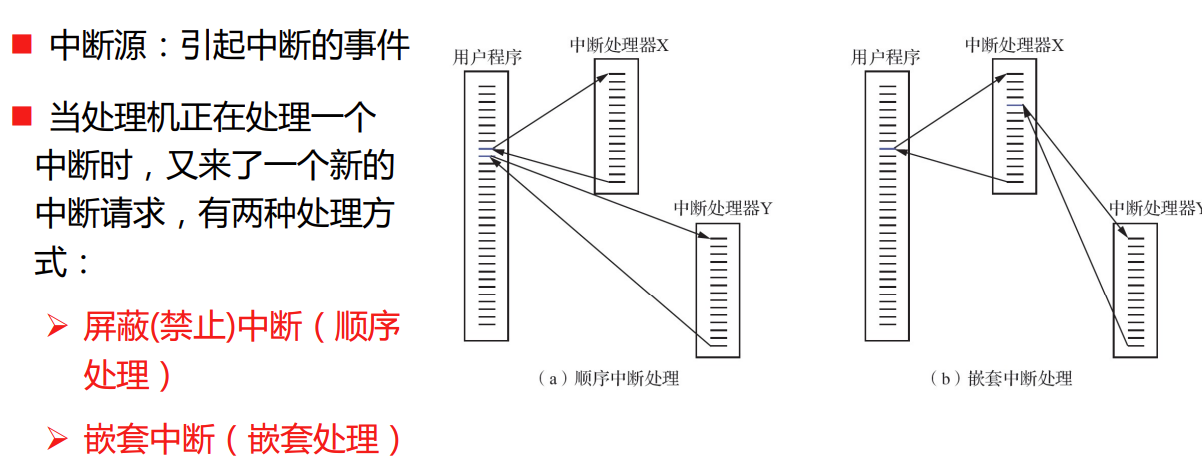 中断源：引起中断的事件
当处理机正在处理一个
中断时，又来了一个新的
中断请求，有两种处理方
式：
屏蔽(禁止)中断（顺序
处理）
嵌套中断（嵌套处理）
用户程序
中断处理器X
中断处理器Y
（a）顺序中断处理
用户程序
中断处理器X
中断处理器Y
（b）嵌套中断处理